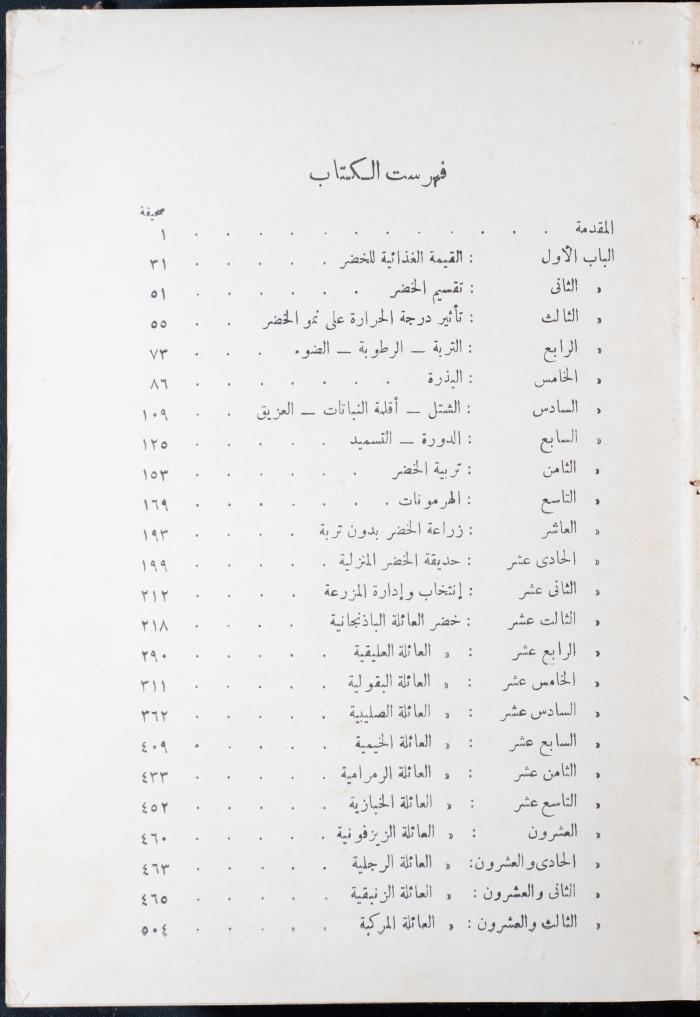 فهرست الكتاب
صحيفة
المقدمة . . . . . . . . . . . . ١
الباب الأول : القيمة الغذائية للخضر . . . . . ٣١
« الثانى : تقسيم الخضر . . . . . . ٥١
« الثالث : تأثير درجة الحرارة على نمو الخضر . . ٥٥
« الرابع : التربة — الرطوبة — الضوء . . . ٧٣
« الخامس : البذرة . . . . . . . ٨٦
« السادس : الشتل — أقلمة النباتات — العزيق . . ١٠٩
« السابع : الدورة — التسميد . . . . . ١٢٥
« الثامن : تربية الخضر . . . . . . ١٥٣
« التاسع : الهرمونات . . . . . . . ١٦٩
« العاشر : زراعة الخضر بدون تربة . . . . ١٩٣
« الحادى عشر : حديقة الخضر المنزلية . . . . . ١٩٩
« الثانى عشر : إنتخاب وإدارة المزرعة . . . . . ٢١٢
« الثالث عشر : خضر العائلة الباذنجانية . . . . ٢١٨
« الرابع عشر : « العائلة العليقية . . . . . ٢٩٠
« الخامس عشر : « العائلة البقولية . . . . . ٣١١
« السادس عشر : « العائلة الصليبية . . . . . ٣٦٢
« السابع عشر : « العائلة الخيمية . . . . . ٤٠٩
« الثامن عشر : « العائلة الرمرامية . . . . . ٤٣٣
« التاسع عشر : « العائلة الخبازية . . . . . ٤٥٢
« العشرون : « العائلة الزيزفونية . . . . . ٤٦٠
« الحادى والعشرون: « العائلة الرجلية . . . . . ٤٦٣
« الثانى والعشرون : « العائلة الزنبقية . . . . . ٤٦٥
« الثالث والعشرون : « العائلة المركبة . . . . . ٥٠٤